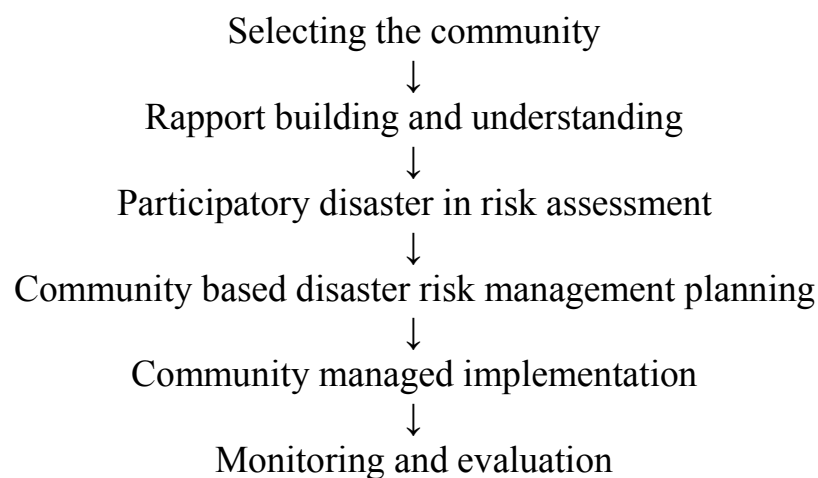 Selecting the community
↓
Rapport building and understanding
↓
Participatory disaster in risk assessment
↓
Community based disaster risk management planning
↓
Community managed implementation
↓
Monitoring and evaluation